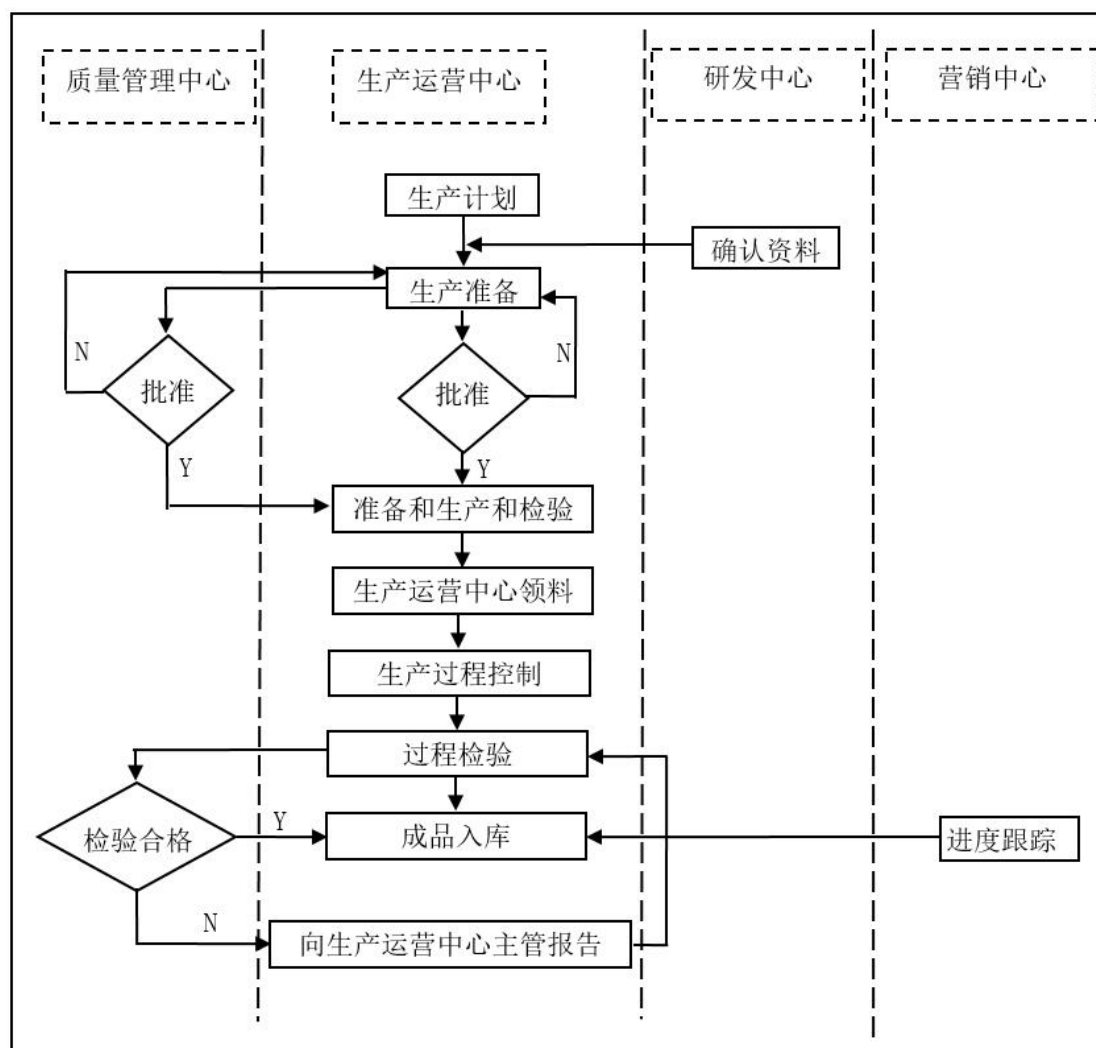 质量管理中心
生产运营中心
研发中心
营销中心
生产计划
确认资料
生产准备
N
批准
批准
N
Y
Y
准备和生产和检验
生产运营中心领料
生产过程控制
过程检验
检验合格
Y
成品入库
进度跟踪
N
向生产运营中心主管报告